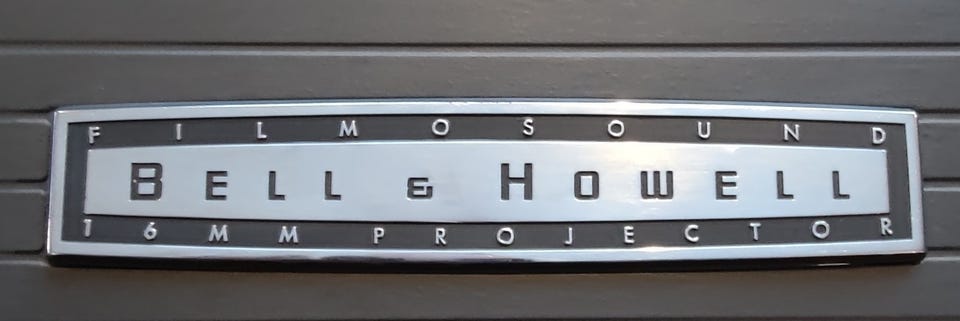 FILMOSOUND
BELL & HOWELL
16MM PROJECTOR